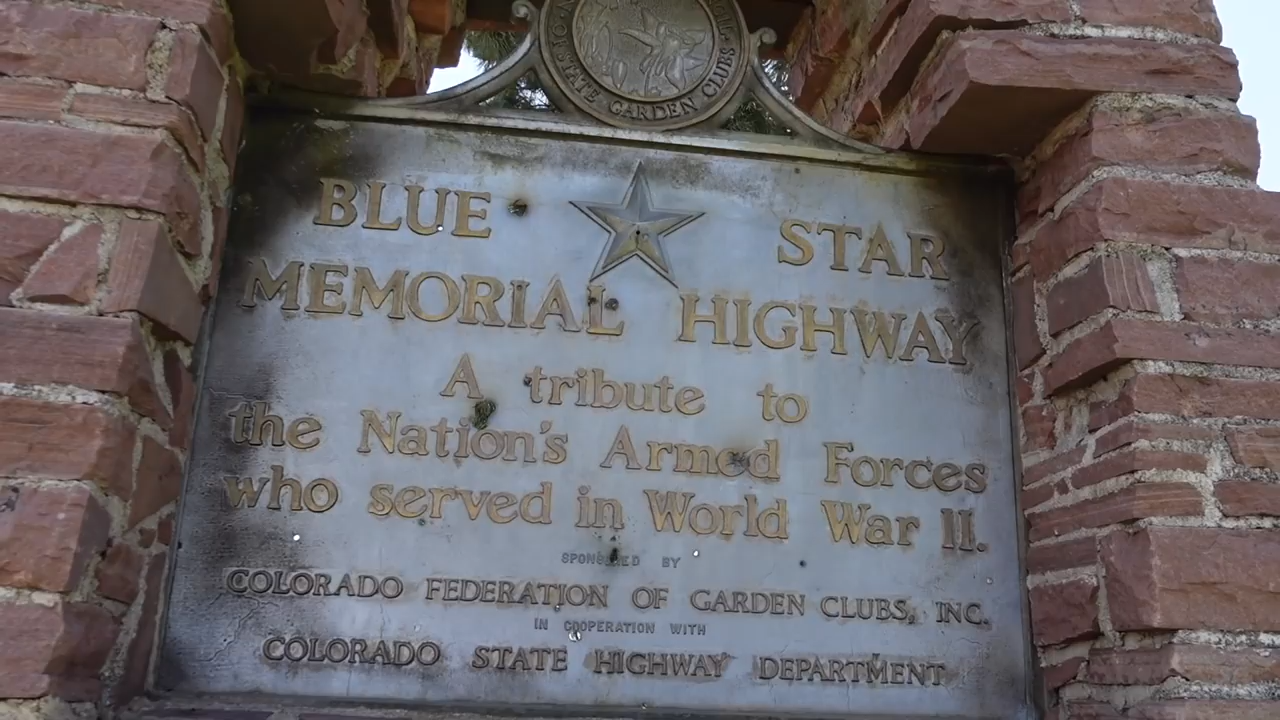 STATE GARDEN CLUBS
BLUE STAR
MEMORIAL HIGHWAY
A tribute to
the Nation's Armed Forces
who served in World War II.
SPONSORED BY
COLORADO FEDERATION OF GARDEN CLUBS, INC.
IN COOPERATION WITH
COLORADO STATE HIGHWAY DEPARTMENT